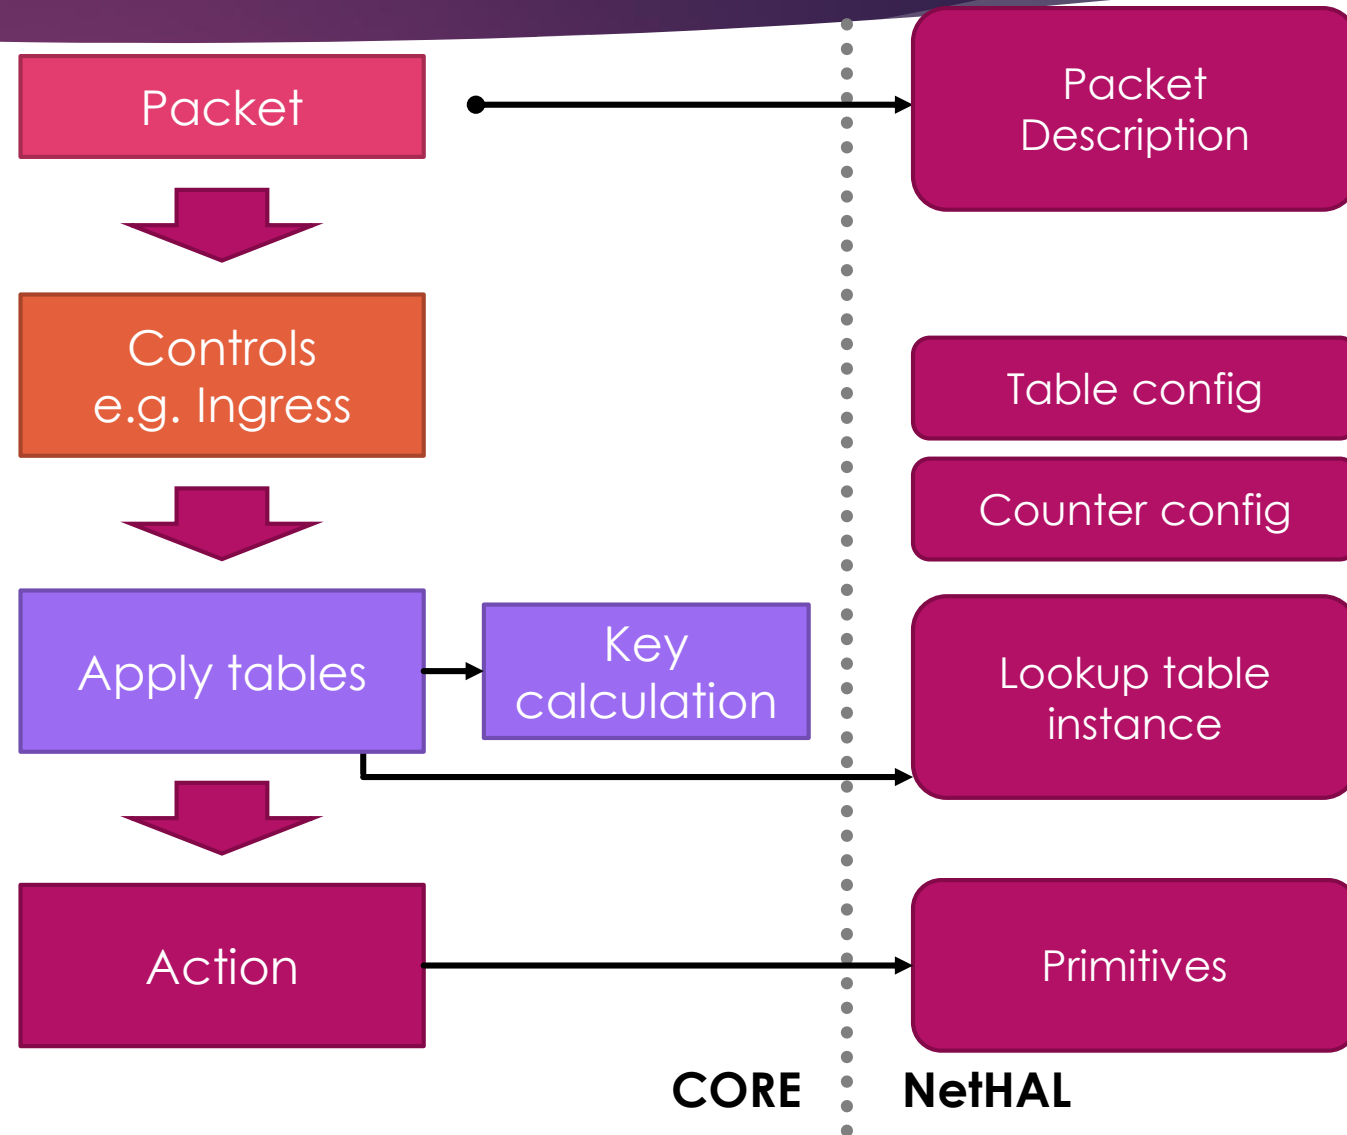 Packet
Packet
Description
Controls
e.g. Ingress
Table config
Counter config
Apply tables
Key
calculation
Lookup table
instance
Action
Primitives
CORE
NetHAL